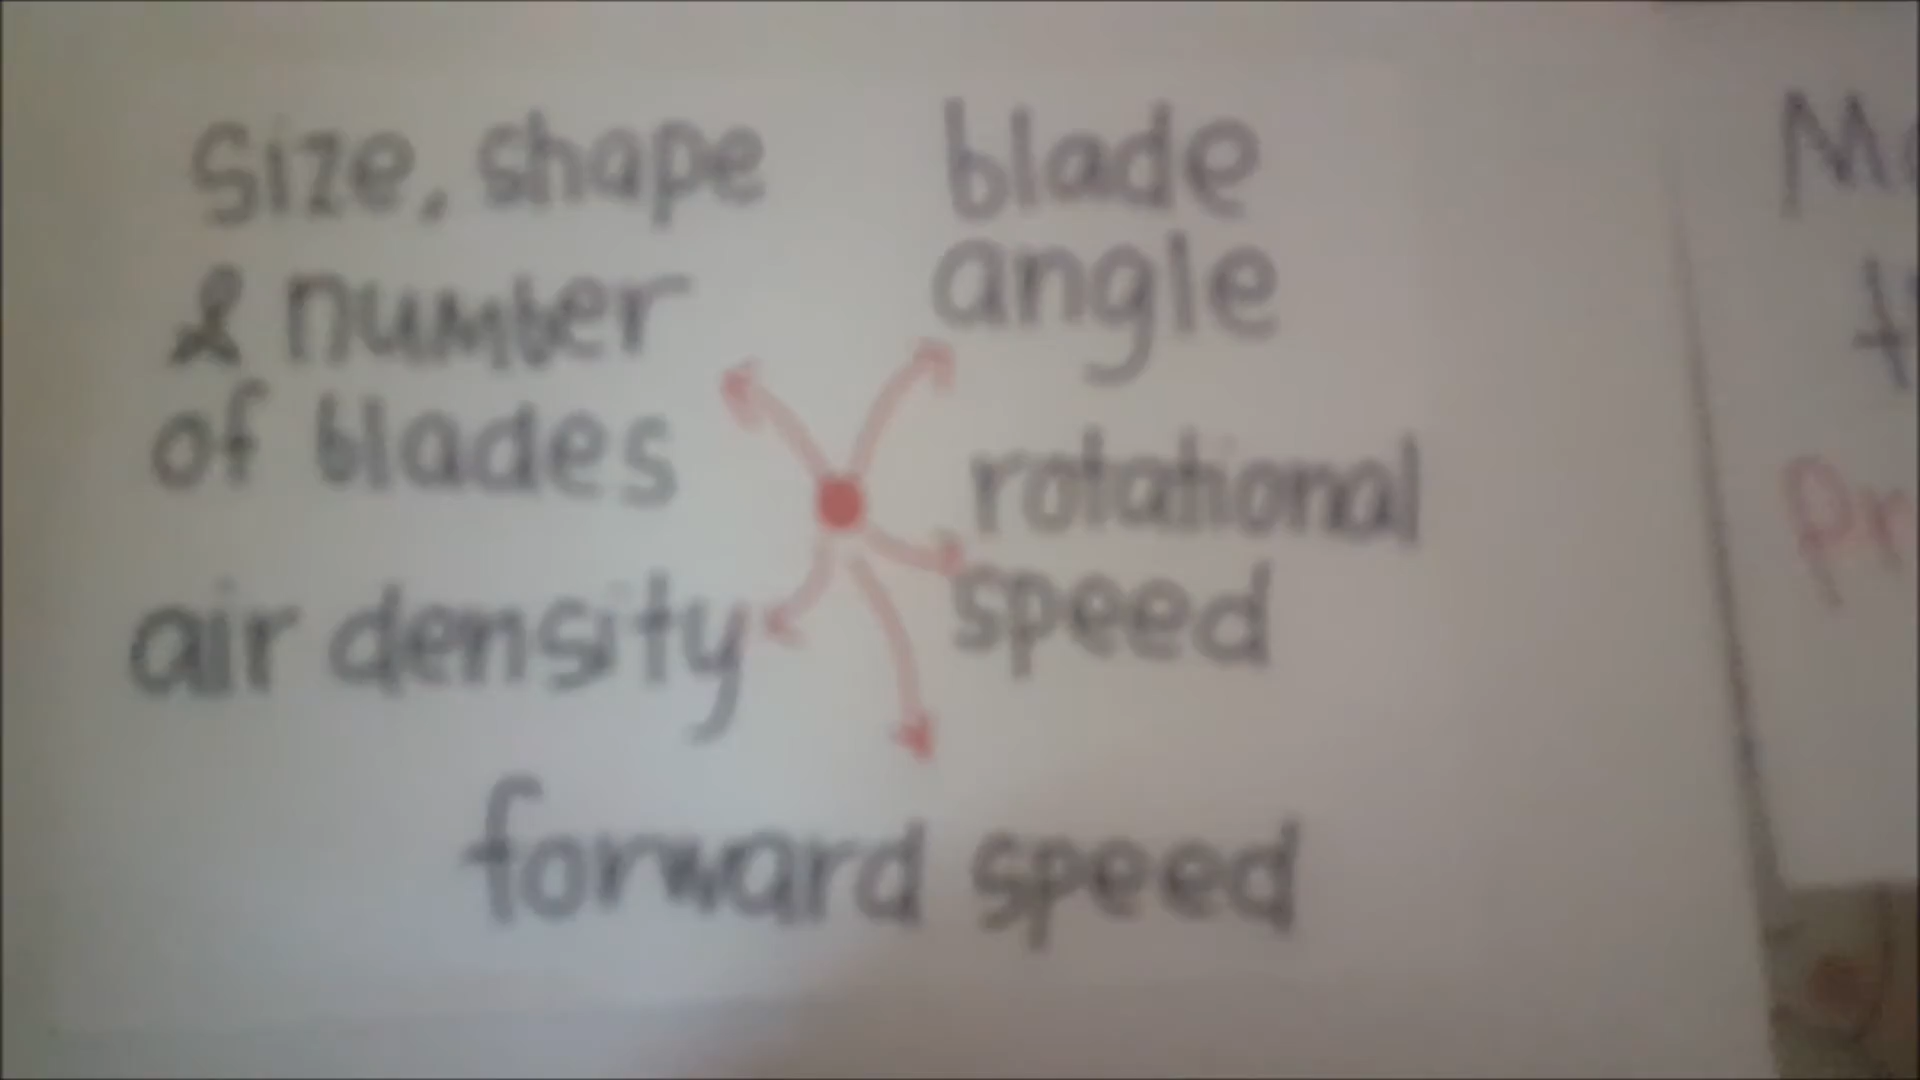 Size, shape
& number
of blades
blade
angle
rotational
speed
air density
forward speed